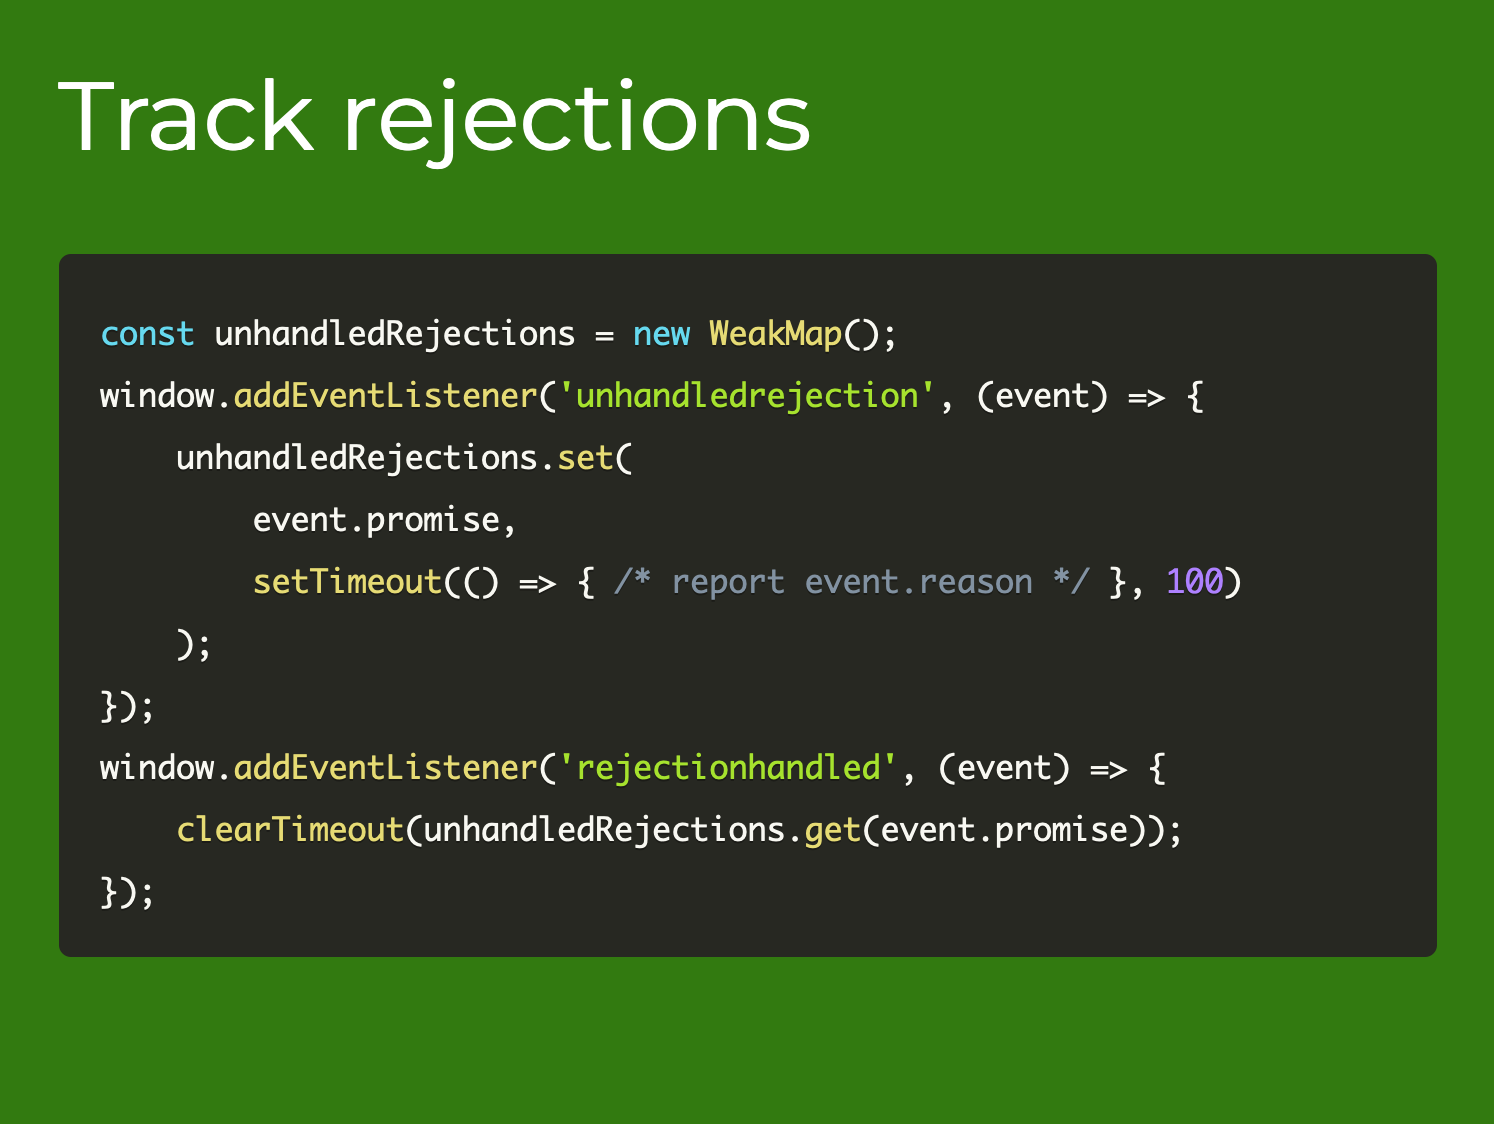 Track rejections
const unhandledRejections = new WeakMap();
window.addEventListener('unhandledrejection', (event) => {
    unhandledRejections.set(
        event.promise,
        setTimeout(() => { /* report event.reason */ }, 100)
    );
});
window.addEventListener('rejectionhandled', (event) => {
    clearTimeout(unhandledRejections.get(event.promise));
});